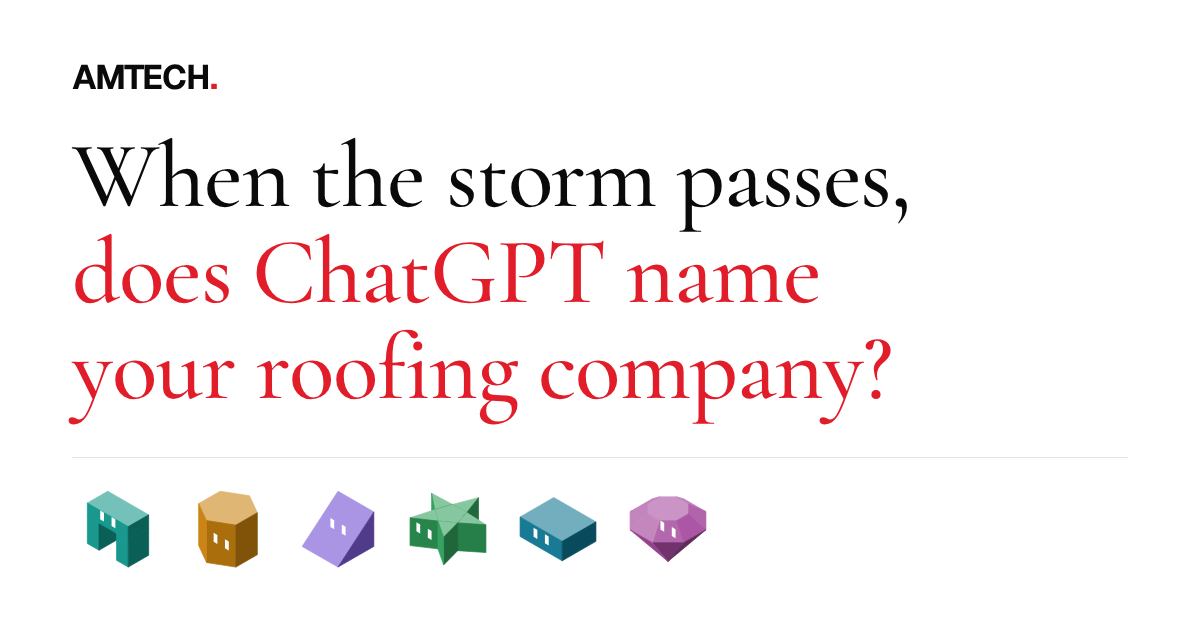 AMTECH.
When the storm passes,
does ChatGPT name
your roofing company?